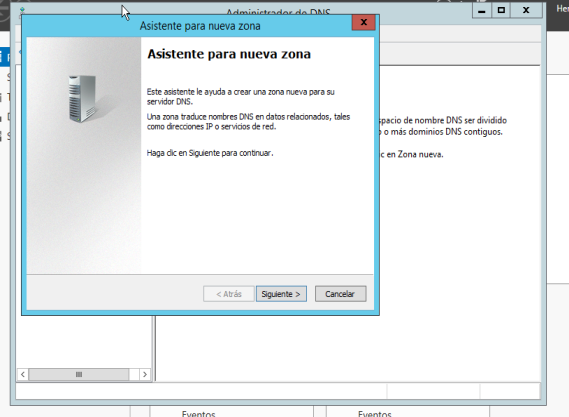 Administrador de DNS
Asistente para nueva zona
x
Asistente para nueva zona
Este asistente le ayuda a crear una zona nueva para su
servidor DNS.
Una zona traduce nombres DNS en datos relacionados, tales
como direcciones IP o servicios de red.
Haga clic en Siguiente para continuar.
< Atrás
Siguiente >
Cancelar
spacio de nombre DNS ser dividido
o más dominios DNS contiguos.
c en Zona nueva.
Her
Eventos
Eventos